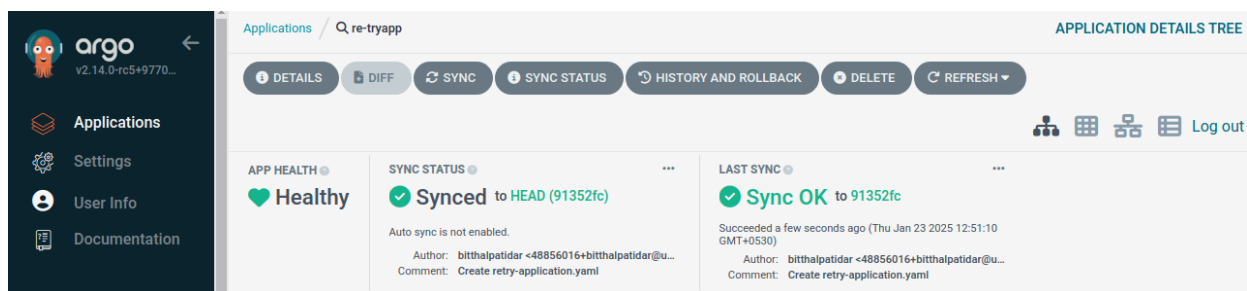 argo
v2.14.0-rc5+9770...
Applications
Settings
User Info
Documentation
Applications / re-tryapp
APPLICATION DETAILS TREE
DETAILS DIFF SYNC SYNC STATUS HISTORY AND ROLLBACK DELETE REFRESH
Log out
APP HEALTH
Healthy
SYNC STATUS
Synced to HEAD (91352fc)
Auto sync is not enabled.
Author: bitthalpatidar <48856016+bitthalpatidar@u...
Comment: Create retry-application.yaml
LAST SYNC
Sync OK to 91352fc
Succeeded a few seconds ago (Thu Jan 23 2025 12:51:10
GMT+0530)
Author: bitthalpatidar <48856016+bitthalpatidar@u...
Comment: Create retry-application.yaml